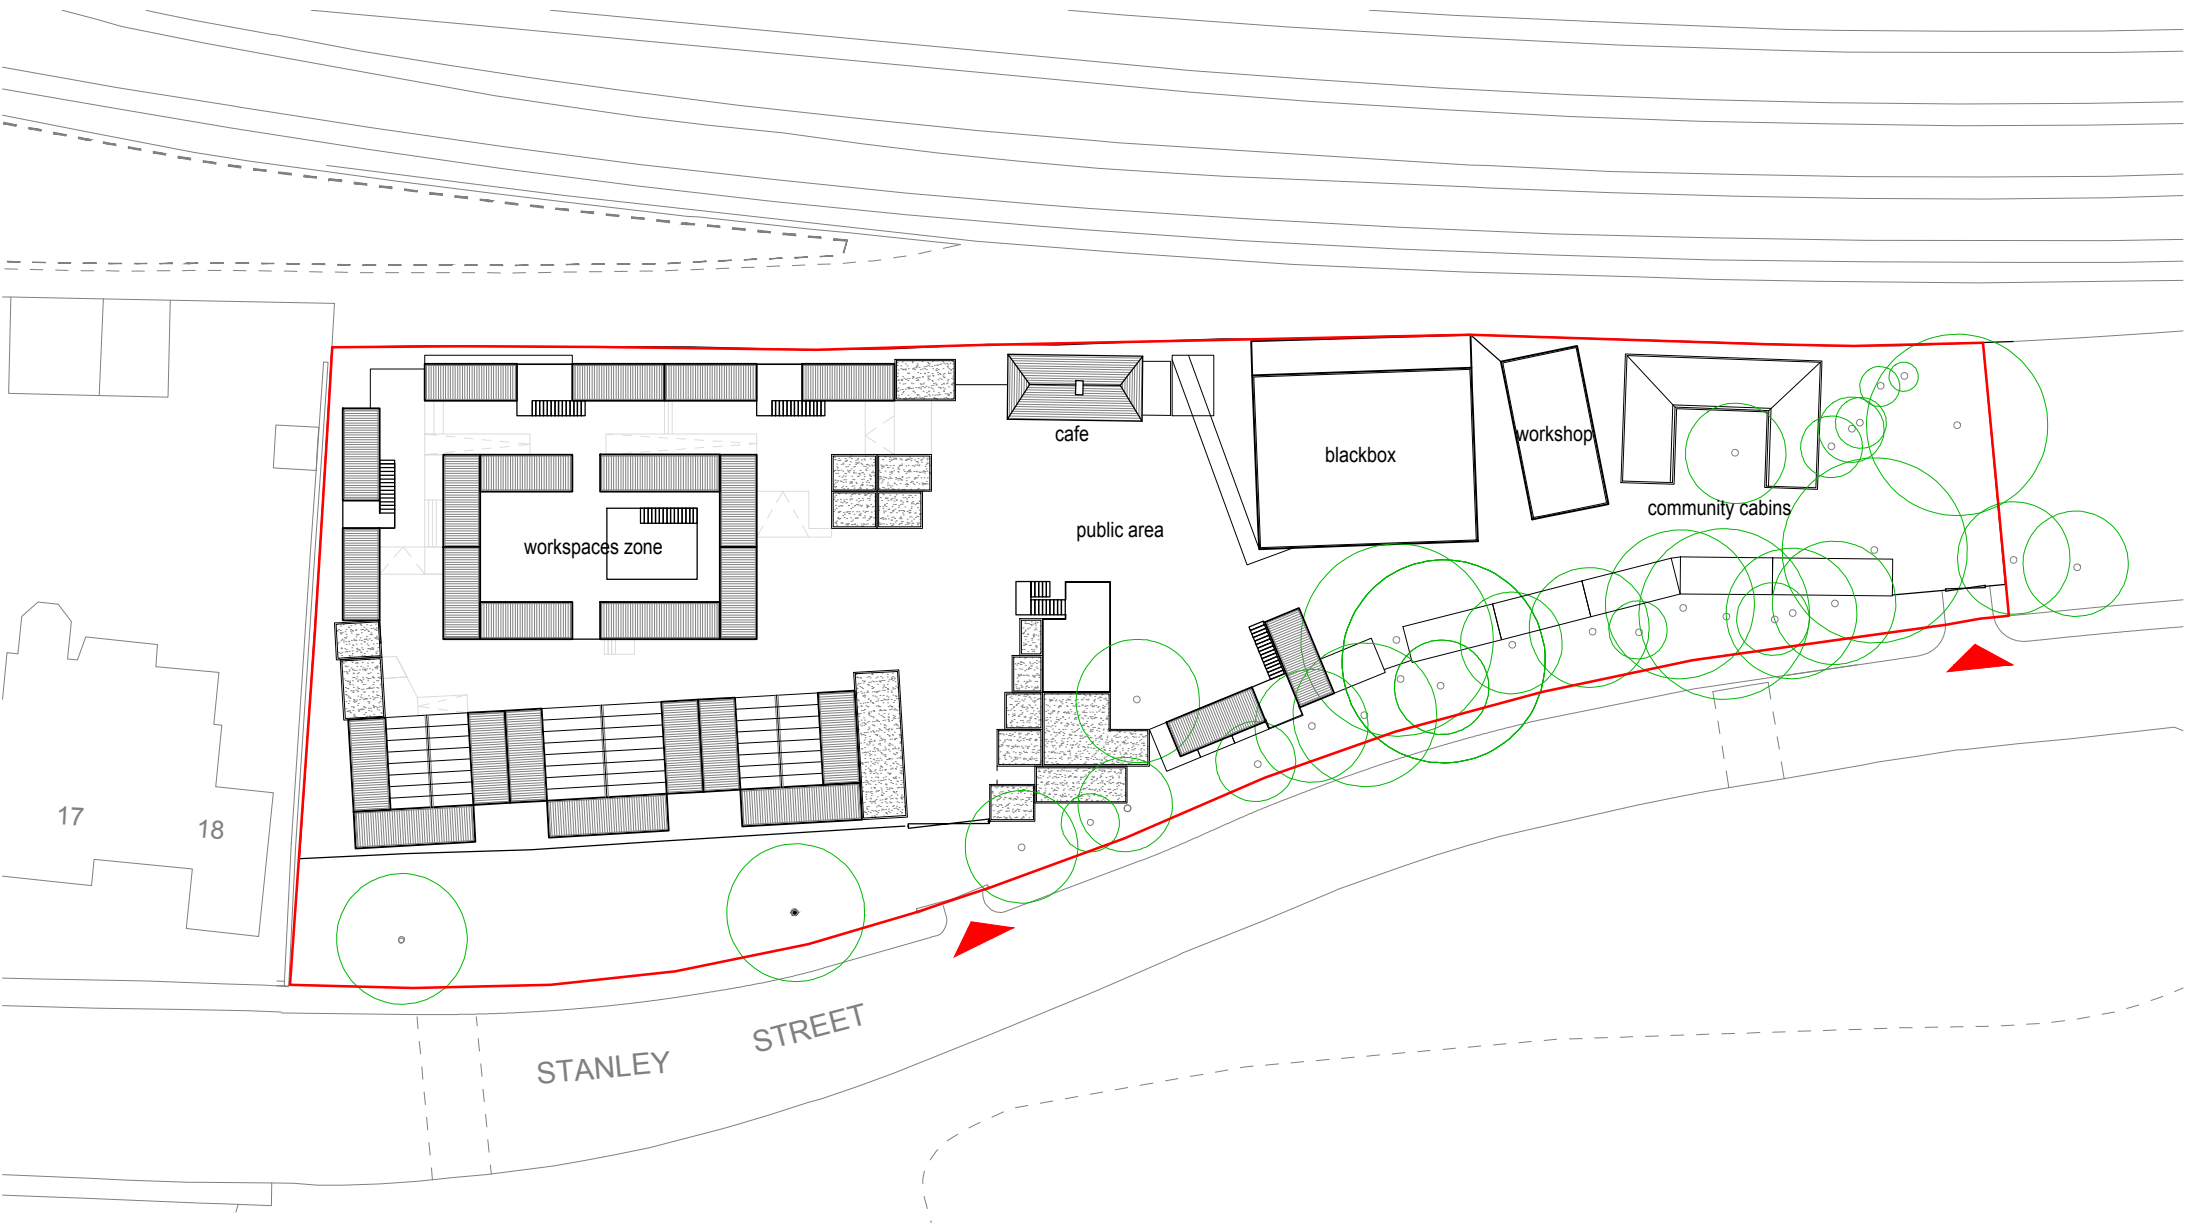 cafe
workshop
blackbox
community cabins
public area
workspaces zone
17
18
STANLEY STREET